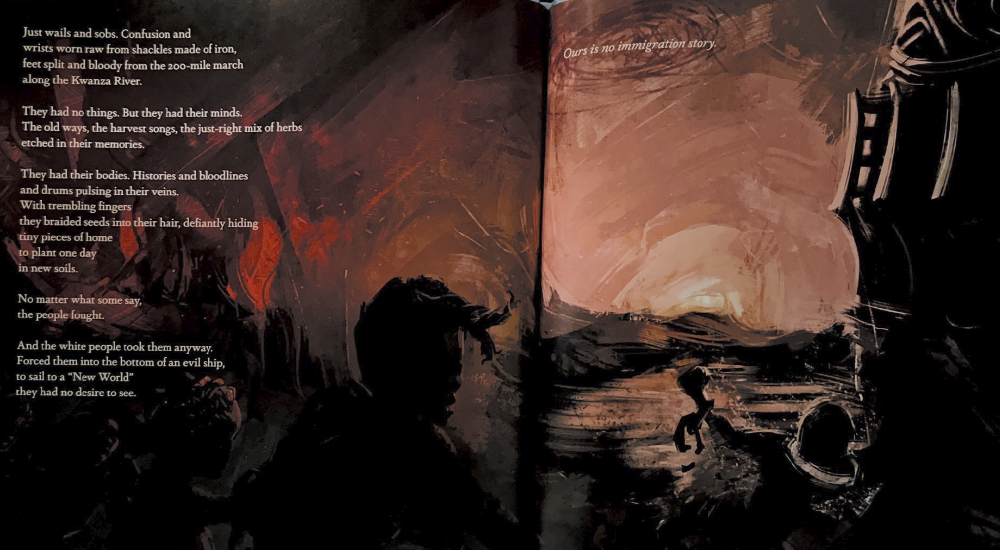 Just wails and sobs. Confusion and
wrists worn raw from shackles made of iron,
feet split and bloody from the 200-mile march
along the Kwanza River.
They had no things. But they had their minds.
The old ways, the harvest songs, the just-right mix of herbs
etched in their memories.
They had their bodies. Histories and bloodlines
and drums pulsing in their veins.
With trembling fingers
they braided seeds into their hair, defiantly hiding
tiny pieces of home
to plant one day
in new soils.
No matter what some say,
the people fought.
And the white people took them anyway.
Forced them into the bottom of an evil ship,
to sail to a “New World”
they had no desire to see.
Ours is no immigration story.